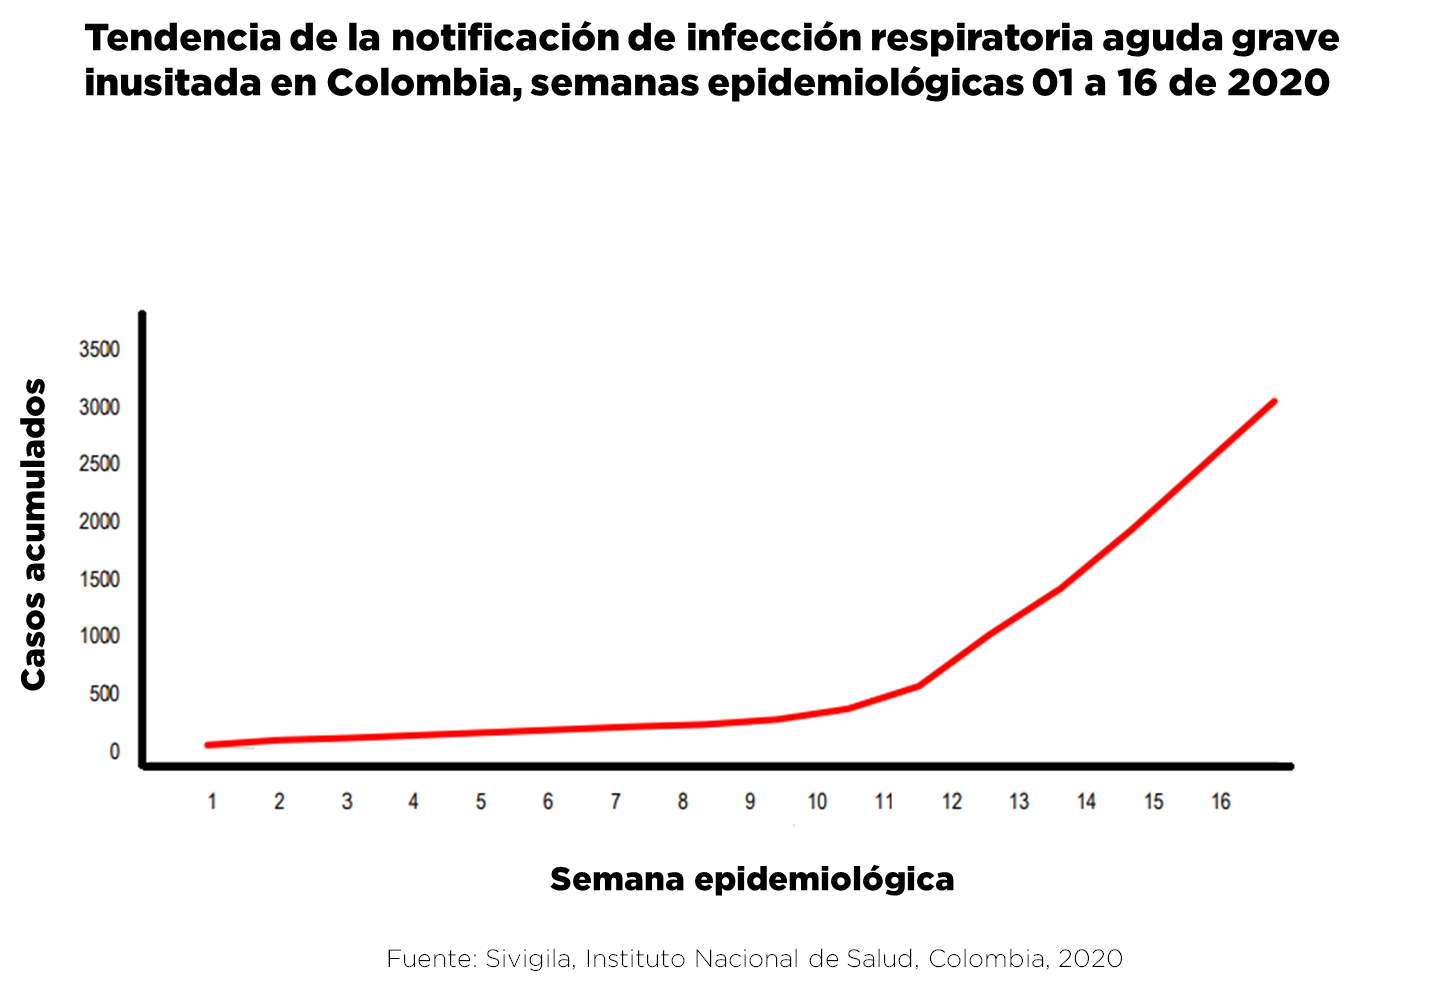 Tendencia de la notificación de infección respiratoria aguda grave
inusitada en Colombia, semanas epidemiológicas 01 a 16 de 2020
3500
3000
2500
2000
1500
1000
500
0
Casos acumulados
1 2 3 4 5 6 7 8 9 10 11 12 13 14 15 16
Semana epidemiológica
Fuente: Sivigila, Instituto Nacional de Salud, Colombia, 2020